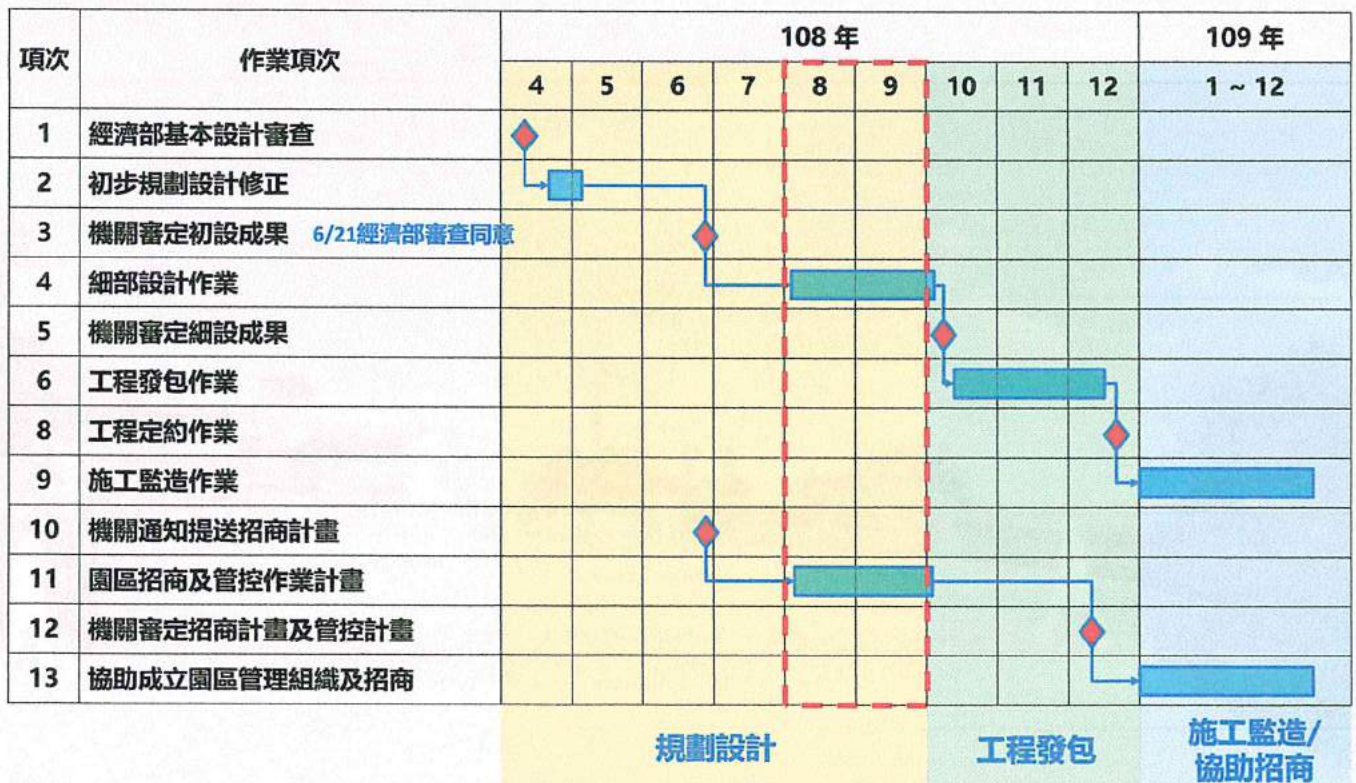 項次 作業項次 108 年 109 年
4 5 6 7 8 9 10 11 12 1 ~ 12
1 經濟部基本設計審查
2 初步規劃設計修正
3 機關審定初設成果 6/21經濟部審查同意
4 細部設計作業
5 機關審定細設成果
6 工程發包作業
8 工程定約作業
9 施工監造作業
10 機關通知提送招商計畫
11 園區招商及管控作業計畫
12 機關審定招商計畫及管控計畫
13 協助成立園區管理組織及招商
規劃設計 工程發包 施工監造/
協助招商